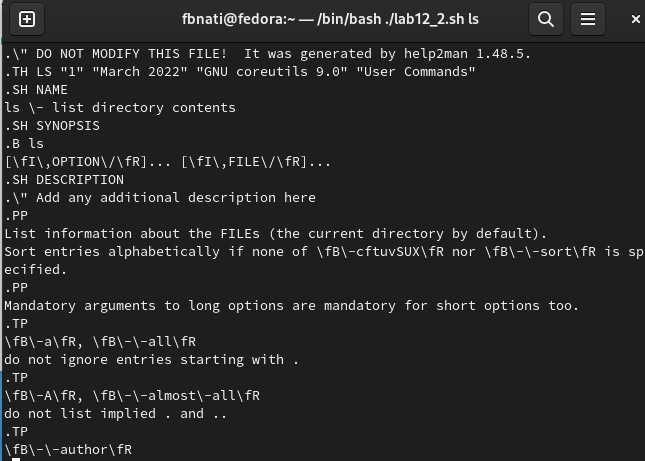 fbnati@fedora:~ — /bin/bash ./lab12_2.sh ls
.\" DO NOT MODIFY THIS FILE!  It was generated by help2man 1.48.5.
.TH LS "1" "March 2022" "GNU coreutils 9.0" "User Commands"
.SH NAME
ls \- list directory contents
.SH SYNOPSIS
.B ls
[\fI\,OPTION\/\fR]... [\fI\,FILE\/\fR]...
.SH DESCRIPTION
.\" Add any additional description here
.PP
List information about the FILEs (the current directory by default).
Sort entries alphabetically if none of \fB\-cftuvSUX\fR nor \fB\-\-sort\fR is sp
ecified.
.PP
Mandatory arguments to long options are mandatory for short options too.
.TP
\fB\-a\fR, \fB\-\-all\fR
do not ignore entries starting with .
.TP
\fB\-A\fR, \fB\-\-almost\-all\fR
do not list implied . and ..
.TP
\fB\-\-author\fR